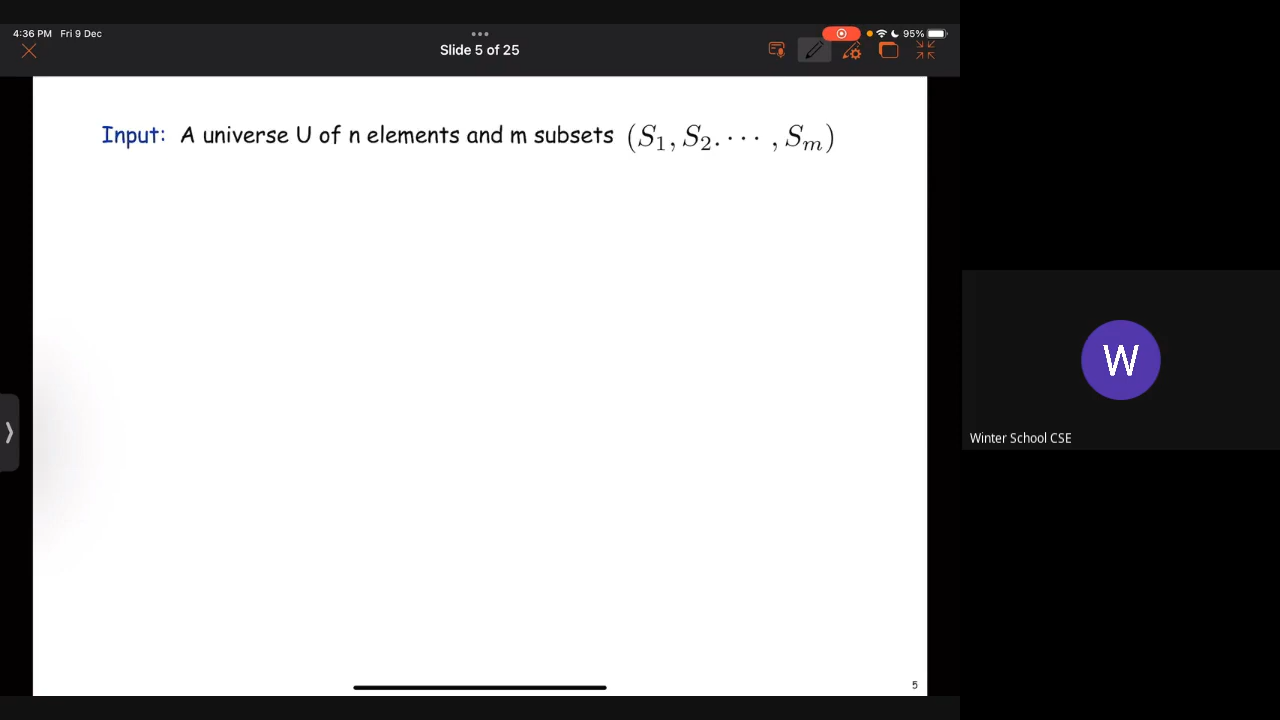 4:36 PM Fri 9 Dec
95%
Slide 5 of 25
Input: A universe U of n elements and m subsets (S₁, S₂. ⋯ , Sₘ)
W
Winter School CSE
5